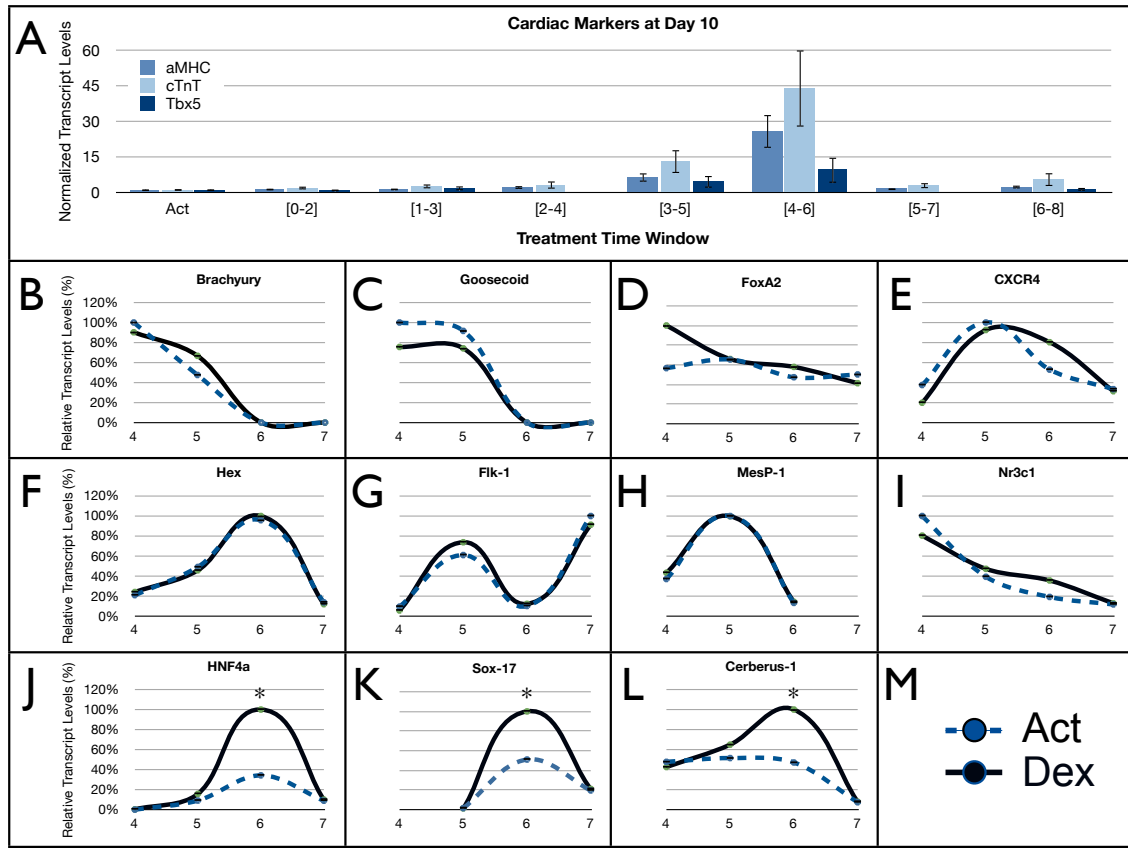 A
Cardiac Markers at Day 10
Normalized Transcript Levels
60
45
30
15
0
aMHC
cTnT
Tbx5
Act [0-2] [1-3] [2-4] [3-5] [4-6] [5-7] [6-8]
Treatment Time Window
B
Brachyury
Relative Transcript Levels (%)
120%
100%
80%
60%
40%
20%
0%
4 5 6 7
C
Goosecoid
4 5 6 7
D
FoxA2
4 5 6 7
E
CXCR4
4 5 6 7
F
Hex
Relative Transcript Levels (%)
120%
100%
80%
60%
40%
20%
0%
4 5 6 7
G
Flk-1
4 5 6 7
H
MesP-1
4 5 6 7
I
Nr3c1
4 5 6 7
J
HNF4a
Relative Transcript Levels (%)
120%
100%
80%
60%
40%
20%
0%
*
4 5 6 7
K
Sox-17
*
4 5 6 7
L
Cerberus-1
*
4 5 6 7
M
Act
Dex